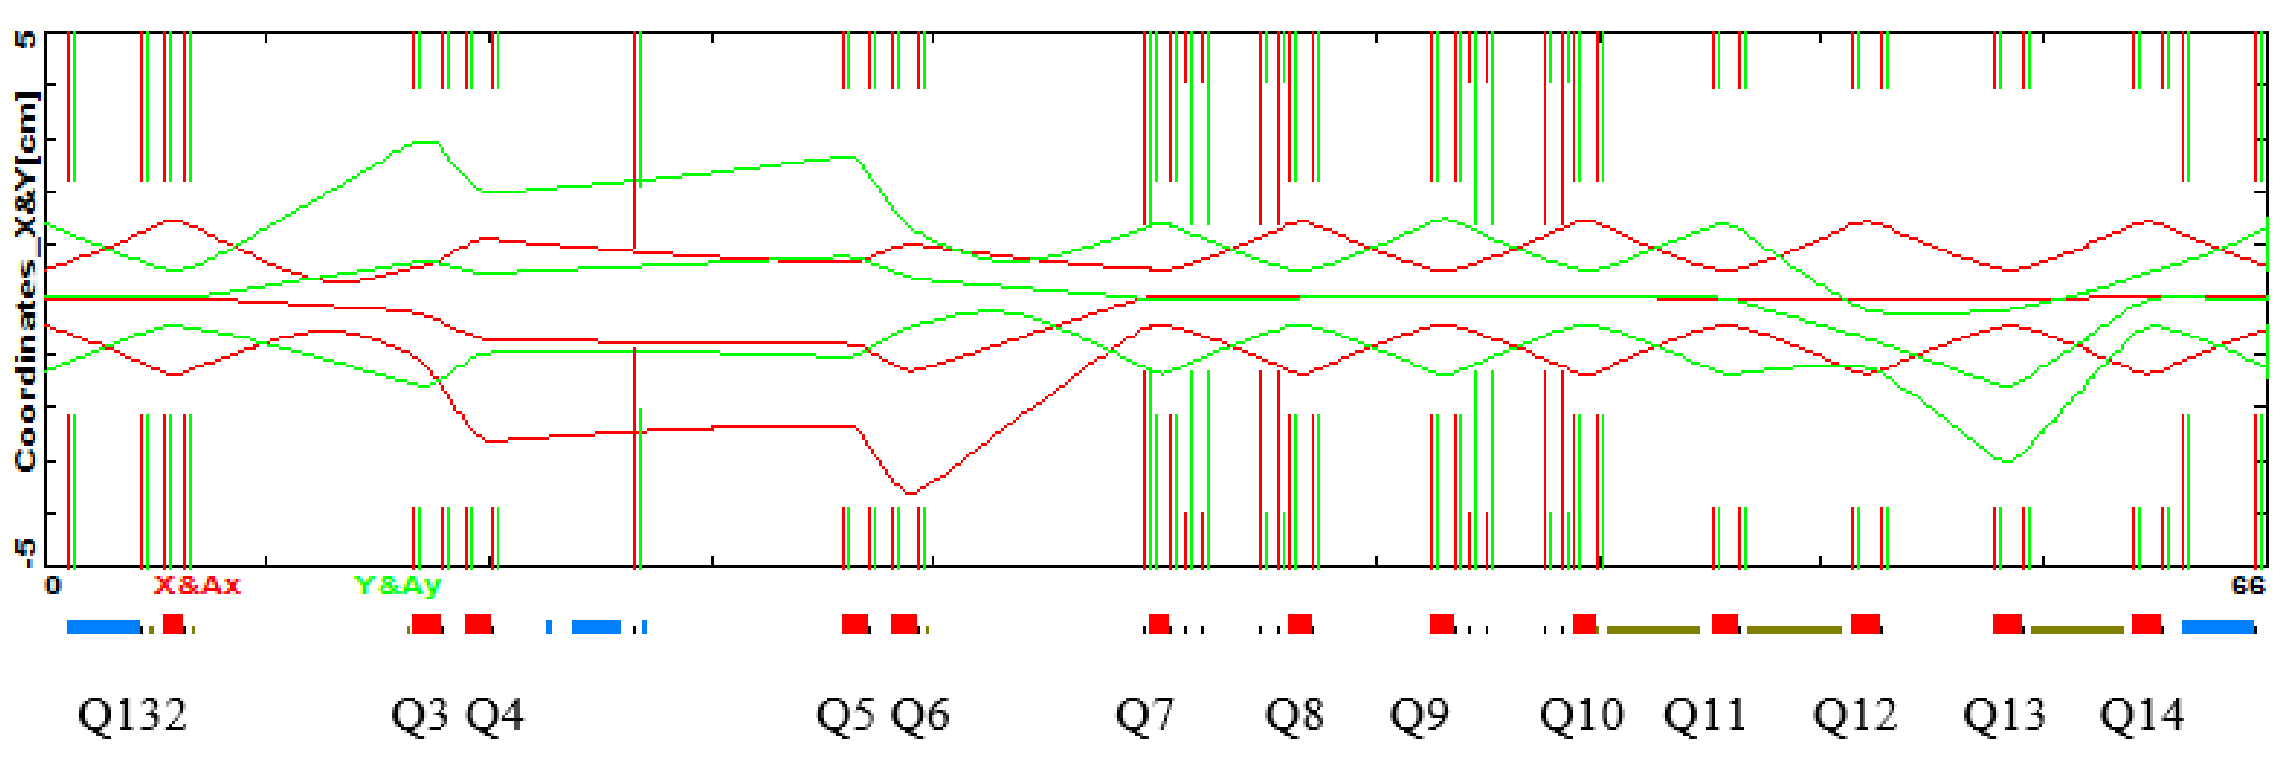 5
Coordinates_X&Y[cm]
-5
0 X&Ax Y&Ay 66
Q132 Q3 Q4 Q5 Q6 Q7 Q8 Q9 Q10 Q11 Q12 Q13 Q14